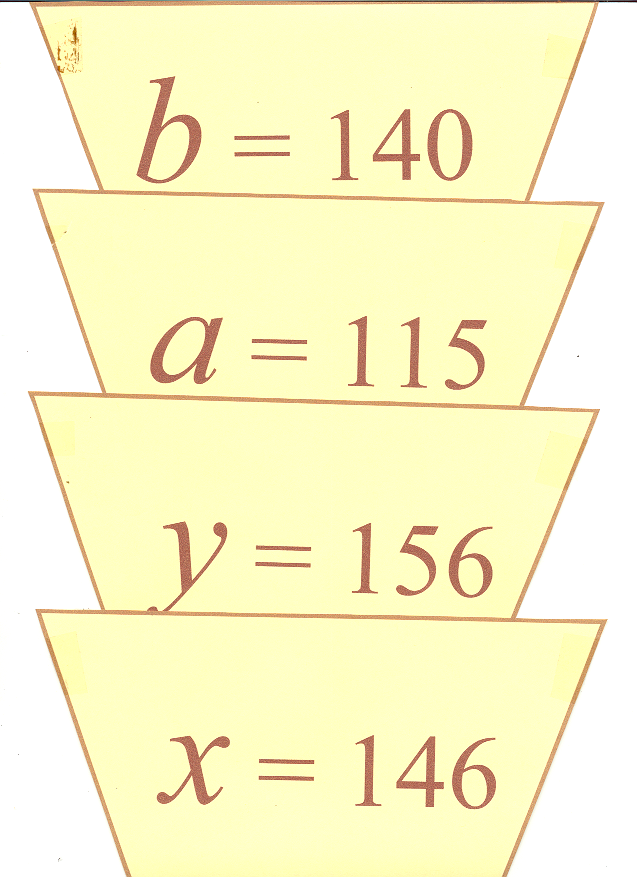 b = 140
a = 115
y = 156
x = 146